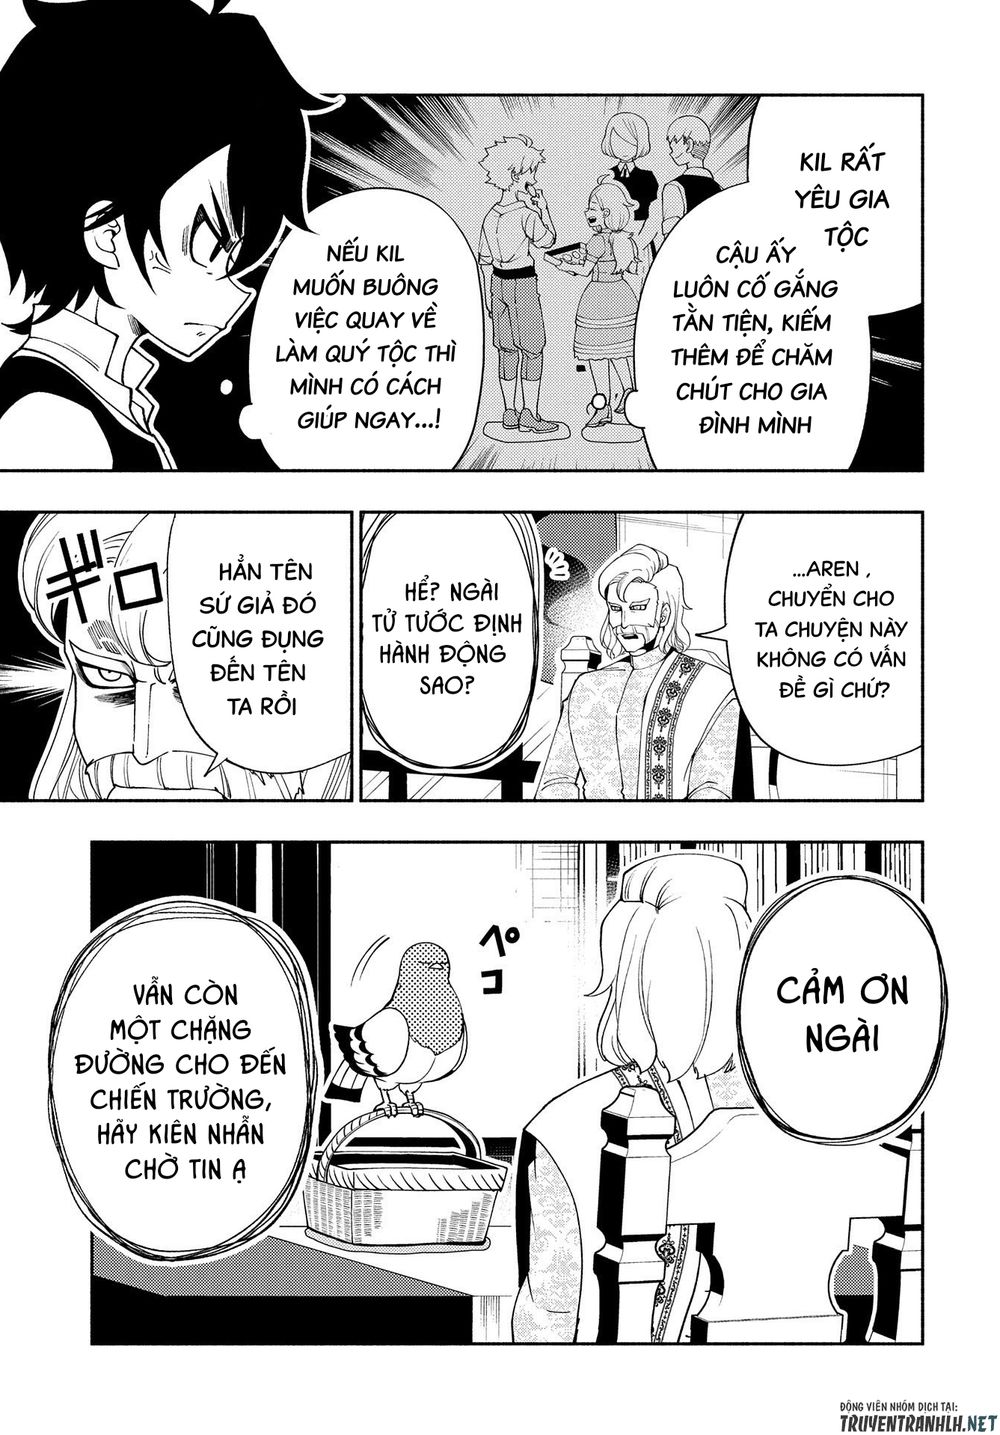 KIL RẤT
YÊU GIA
TỘC
CẬU ẤY
LUÔN CỐ GẮNG
TẰN TIỆN, KIẾM
THÊM ĐỂ CHĂM
CHÚT CHO GIA
ĐÌNH MÌNH
NẾU KIL
MUỐN BUÔNG
VIỆC QUAY VỀ
LÀM QUÝ TỘC THÌ
MÌNH CÓ CÁCH
GIÚP NGAY...!
...AREN ,
CHUYỂN CHO
TA CHUYỆN NÀY
KHÔNG CÓ VẤN
ĐỀ GÌ CHỨ?
HỂ? NGÀI
TỬ TƯỚC ĐỊNH
HÀNH ĐỘNG
SAO?
HẲN TÊN
SỨ GIẢ ĐÓ
CŨNG ĐỤNG
ĐẾN TÊN
TA RỒI
ギロ
CẢM ƠN
NGÀI
ペコ
VẪN CÒN
MỘT CHẶNG
ĐƯỜNG CHO ĐẾN
CHIẾN TRƯỜNG,
HÃY KIÊN NHẪN
CHỜ TIN Ạ
ĐỘNG VIÊN NHÓM DỊCH TẠI:
TRUYENTRANHLH.NET